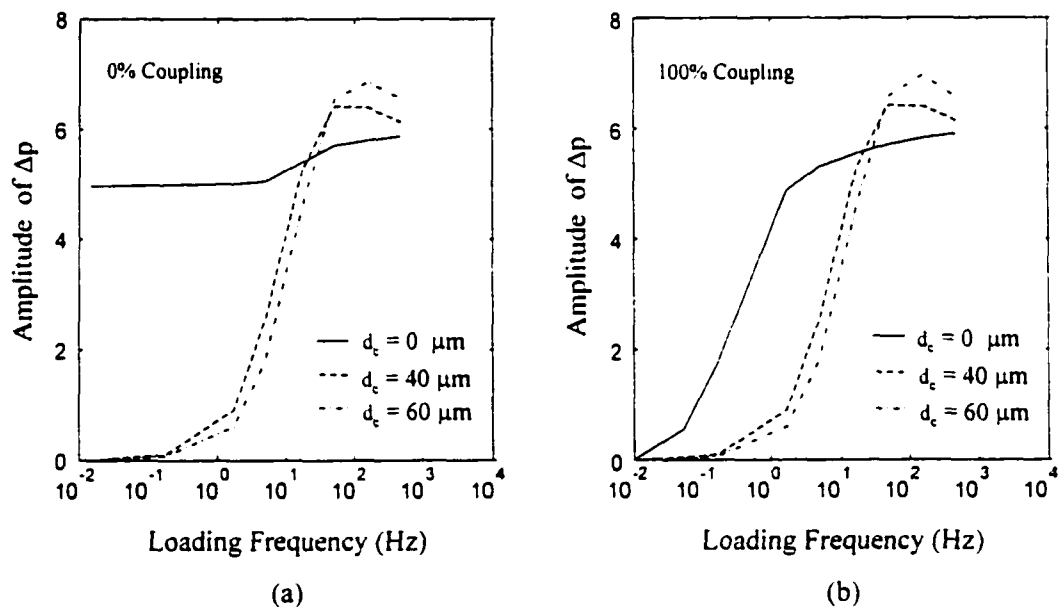 8
6
4
2
0
Amplitude of Δp
0% Coupling
d_c = 0 μm
d_c = 40 μm
d_c = 60 μm
10^-2 10^-1 10^0 10^1 10^2 10^3 10^4
Loading Frequency (Hz)
(a)
8
6
4
2
0
Amplitude of Δp
100% Coupling
d_c = 0 μm
d_c = 40 μm
d_c = 60 μm
10^-2 10^-1 10^0 10^1 10^2 10^3 10^4
Loading Frequency (Hz)
(b)